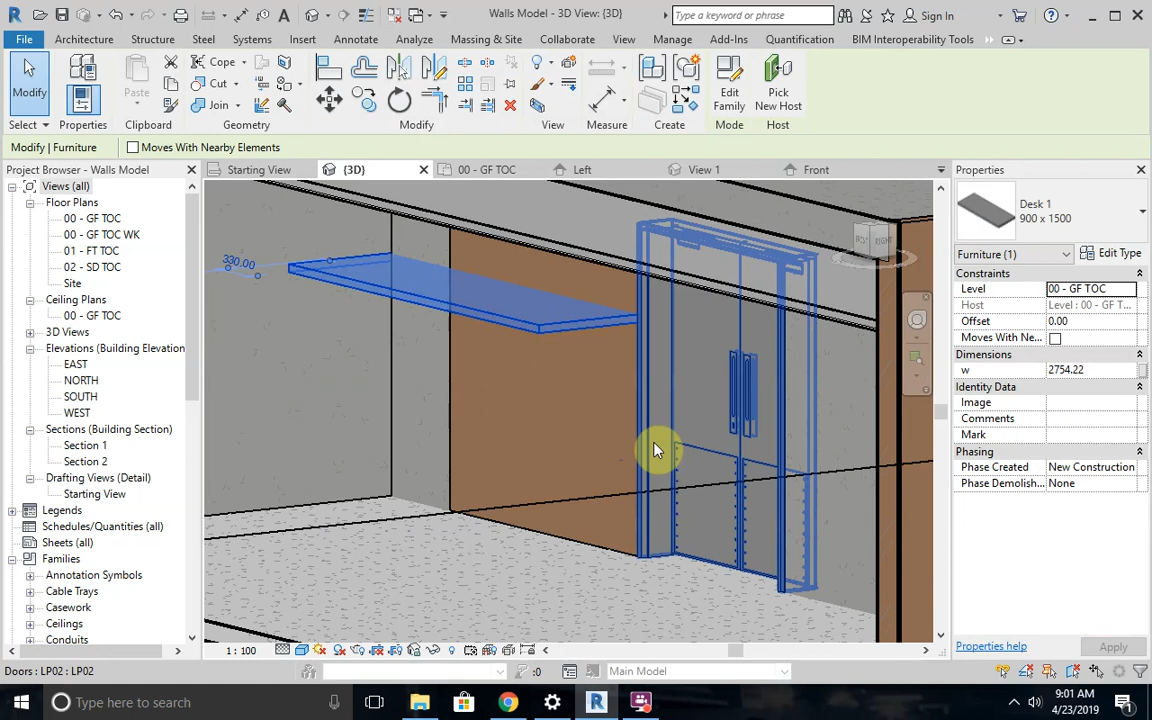 Walls Model - 3D View: {3D}
Type a keyword or phrase
Sign In
File Architecture Structure Steel Systems Insert Annotate Analyze Massing & Site Collaborate View Manage Add-Ins Quantification BIM Interoperability Tools
Modify
Paste
Cope
Cut
Join
Edit Family
Pick New Host
Select Properties Clipboard Geometry Modify View Measure Create Mode Host
Modify | Furniture
Moves With Nearby Elements
Project Browser - Walls Model
Starting View
{3D}
00 - GF TOC
Left
View 1
Front
Properties
Views (all)
Floor Plans
00 - GF TOC
00 - GF TOC WK
01 - FT TOC
02 - SD TOC
Site
Ceiling Plans
00 - GF TOC
3D Views
Elevations (Building Elevation
EAST
NORTH
SOUTH
WEST
Sections (Building Section)
Section 1
Section 2
Drafting Views (Detail)
Starting View
Legends
Schedules/Quantities (all)
Sheets (all)
Families
Annotation Symbols
Cable Trays
Casework
Ceilings
Columns
Conduits
330.00
RIGHT
Desk 1
900 x 1500
Furniture (1)
Edit Type
Constraints
Level 00 - GF TOC
Host Level : 00 - GF T...
Offset 0.00
Moves With Ne...
Dimensions
w 2754.22
Identity Data
Image
Comments
Mark
Phasing
Phase Created New Construction
Phase Demolish... None
Properties help
Apply
1 : 100
Doors : LP02 : LP02
:0
Main Model
Type here to search
9:01 AM
4/23/2019